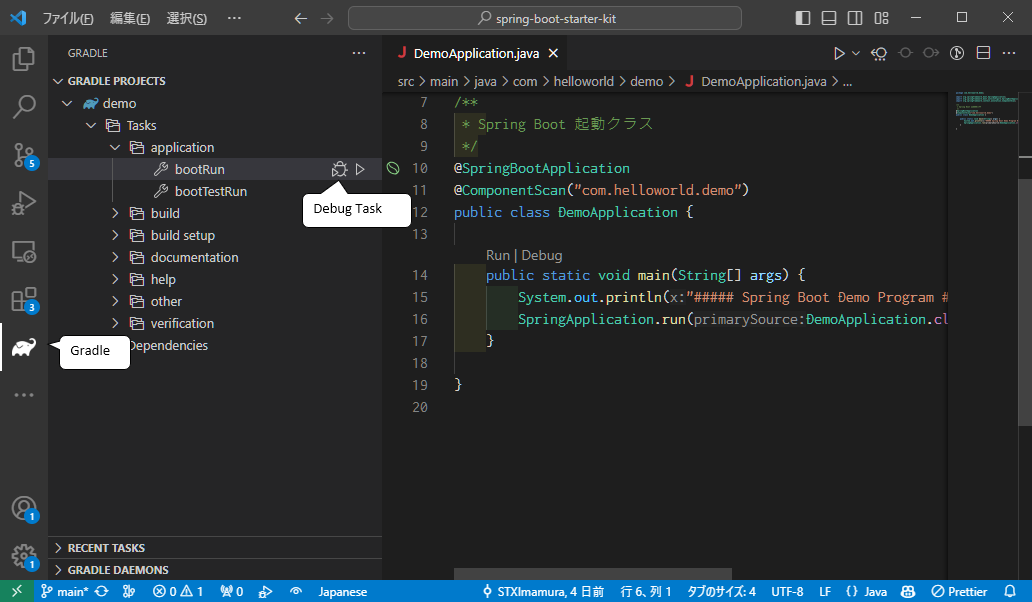 ファイル(F) 編集(E) 選択(S) ··· spring-boot-starter-kit
GRADLE ···
GRADLE PROJECTS
demo
Tasks
application
bootRun
bootTestRun
build
build setup
documentation
help
other
verification
Dependencies
RECENT TASKS
GRADLE DAEMONS
5
3
1
1
Debug Task
Gradle
J DemoApplication.java
src > main > java > com > helloworld > demo > J DemoApplication.java > ...
7 /**
8 * Spring Boot 起動クラス
9 */
10 @SpringBootApplication
11 @ComponentScan("com.helloworld.demo")
12 public class DemoApplication {
13
Run | Debug
14 public static void main(String[] args) {
15 System.out.println(x:"##### Spring Boot Demo Program #
16 SpringApplication.run(primarySource:DemoApplication.cl
17 }
18
19 }
20
main* 0 1 0 Japanese STXImamura, 4 日前 行 6、列 1 タブのサイズ: 4 UTF-8 LF {} Java Prettier